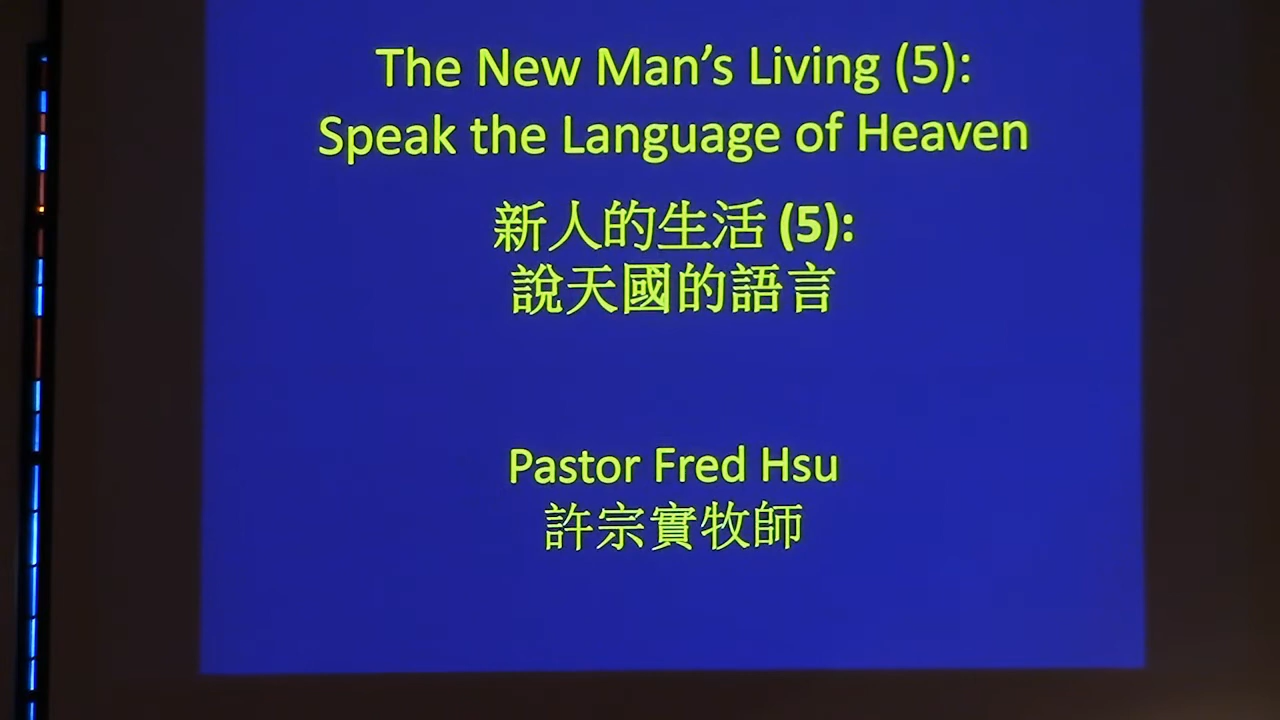 The New Man’s Living (5):
Speak the Language of Heaven
新人的生活 (5):
說天國的語言
Pastor Fred Hsu
許宗實牧師